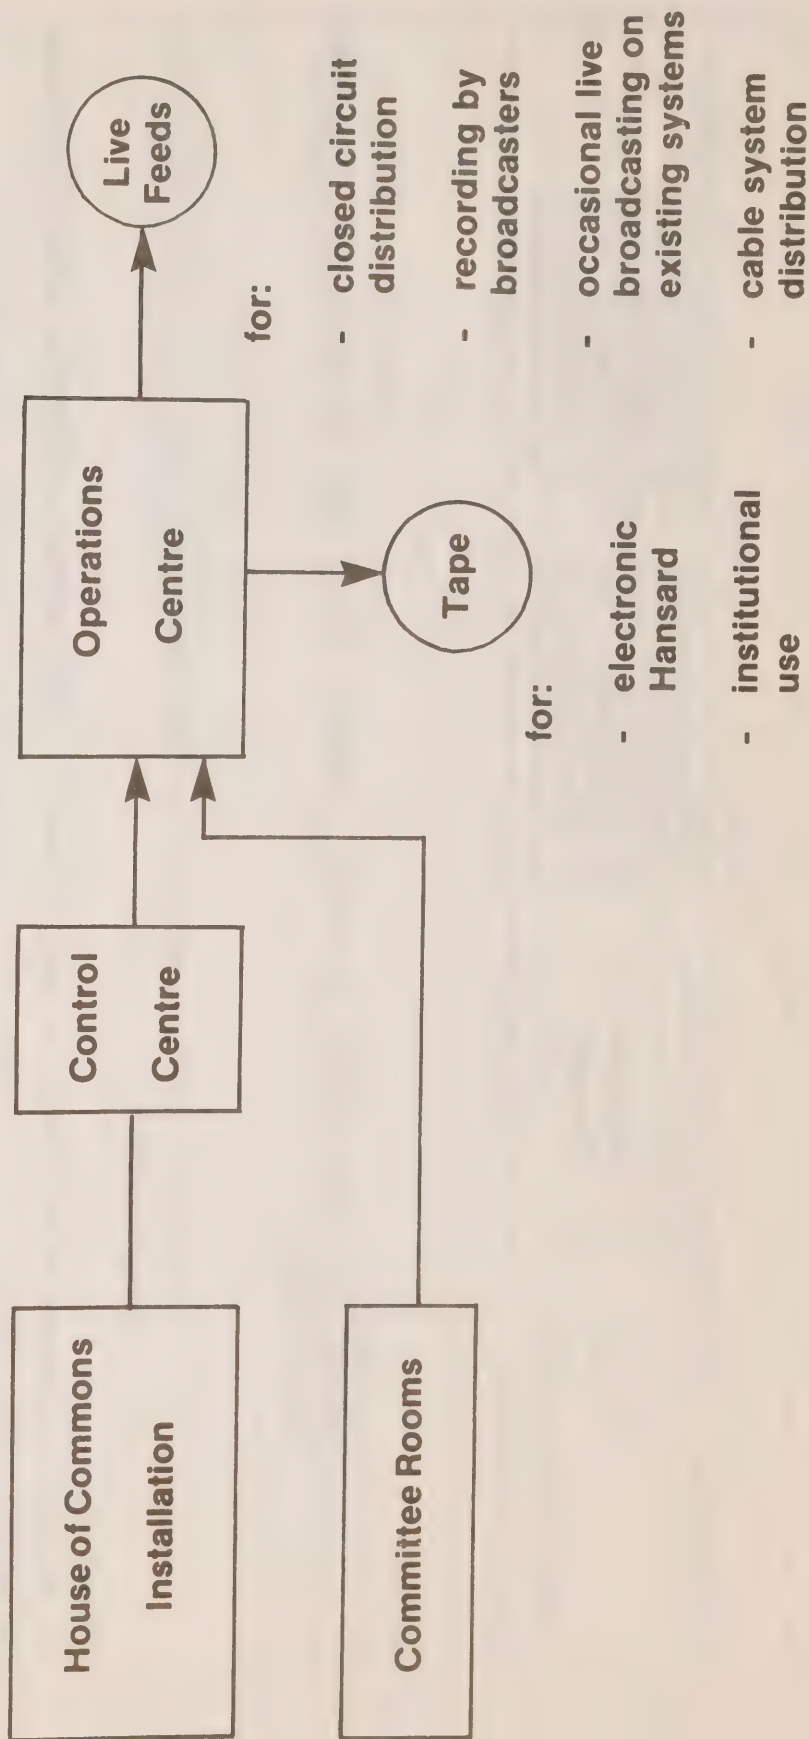 House of Commons
Installation
Control
Centre
Operations
Centre
Live
Feeds
Committee Rooms
Tape
for:
- electronic
Hansard
- institutional
use
for:
- closed circuit
distribution
- recording by
broadcasters
- occasional live
broadcasting on
existing systems
- cable system
distribution